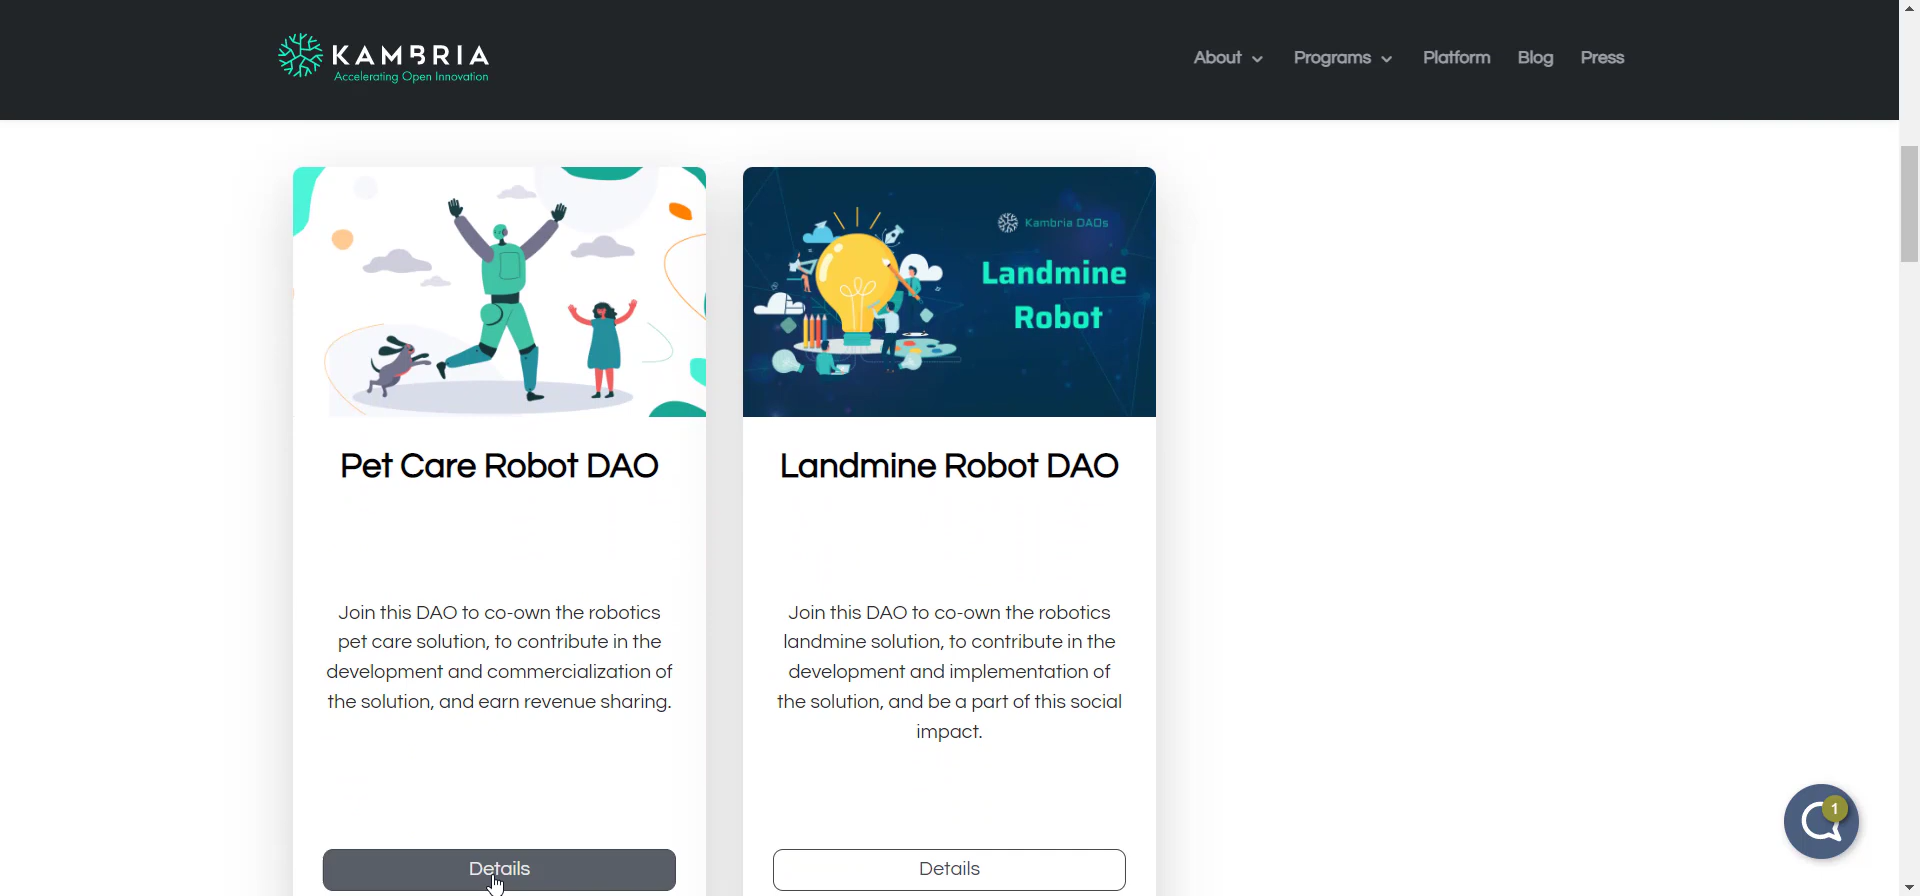 KAMBRIA
Accelerating Open Innovation
About
Programs
Platform
Blog
Press
Kambria DAOs
Landmine
Robot
Pet Care Robot DAO
Join this DAO to co-own the robotics
pet care solution, to contribute in the
development and commercialization of
the solution, and earn revenue sharing.
Details
Landmine Robot DAO
Join this DAO to co-own the robotics
landmine solution, to contribute in the
development and implementation of
the solution, and be a part of this social
impact.
Details
1